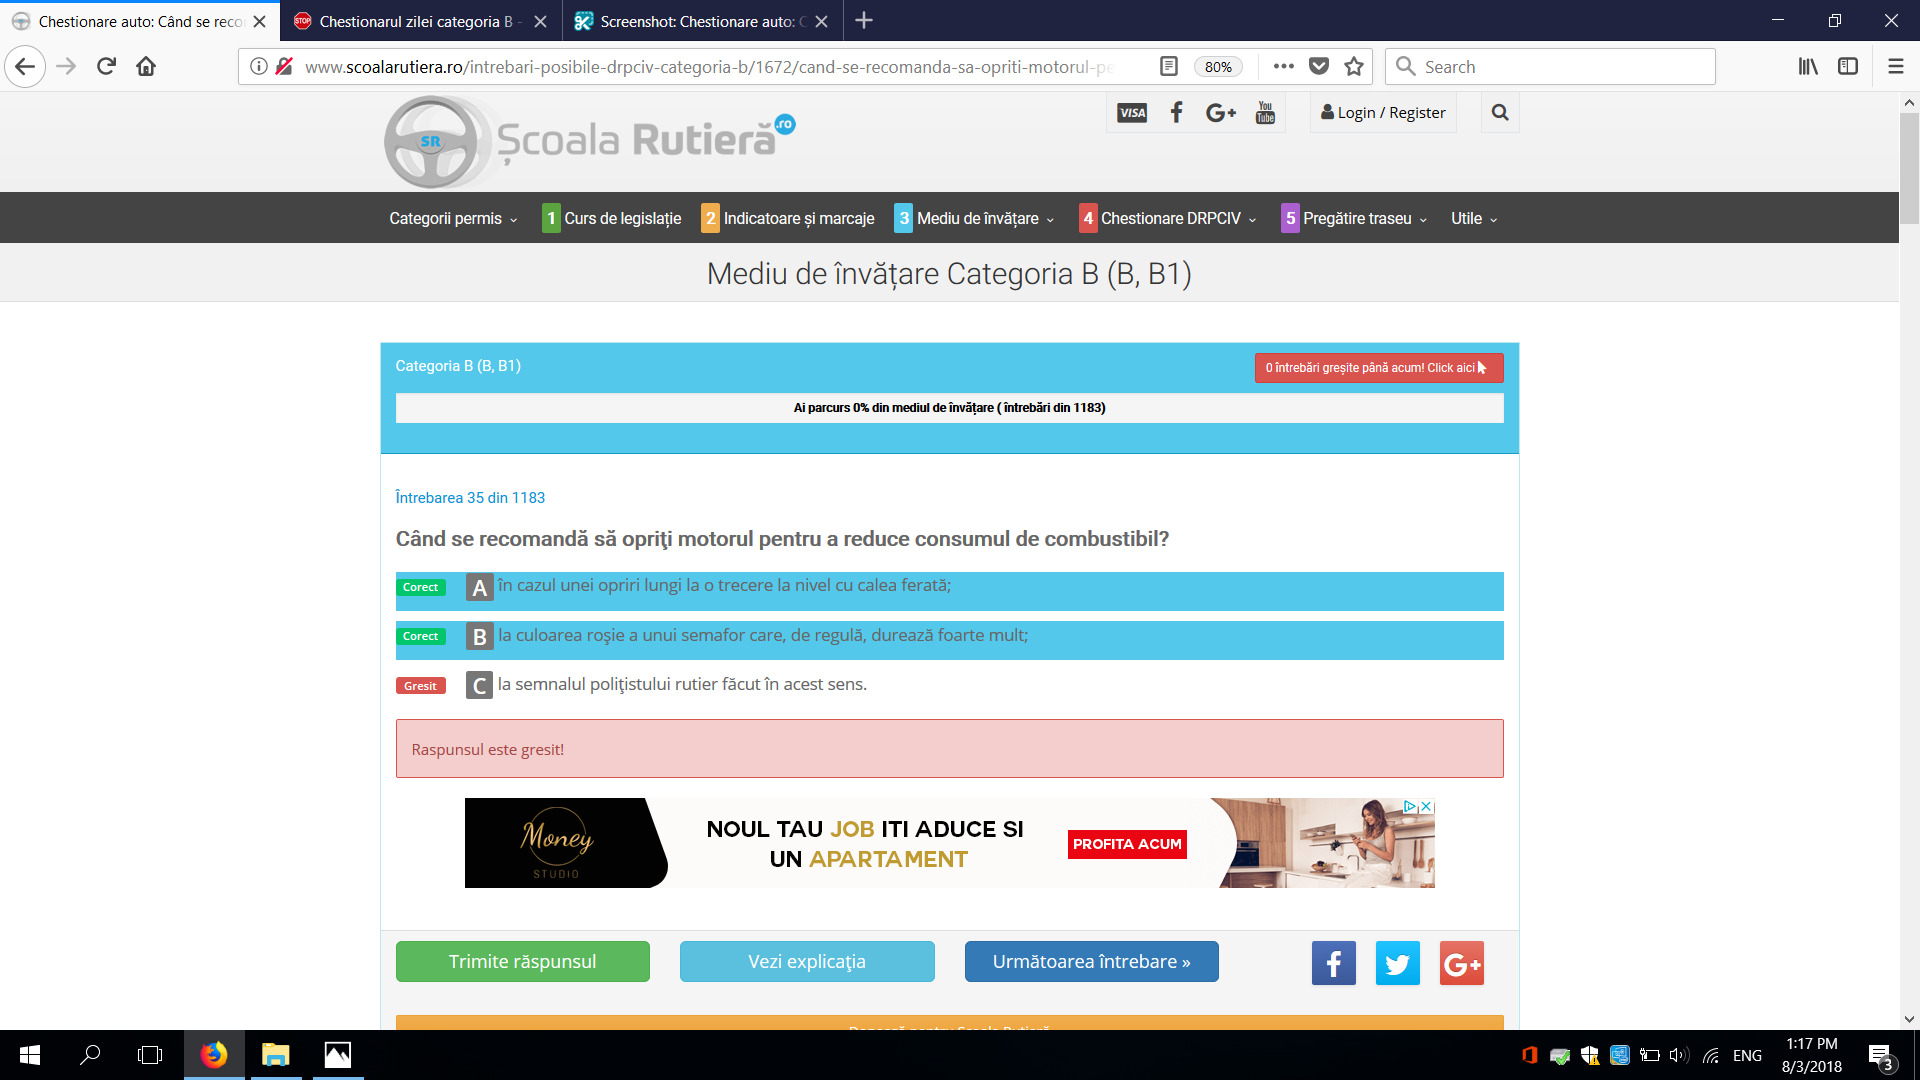 Chestionare auto: Când se reco
Chestionarul zilei categoria B -
Screenshot: Chestionare auto: C
www.scoalarutiera.ro/intrebari-posibile-drpciv-categoria-b/1672/cand-se-recomanda-sa-opriti-motorul-pe
80%
Search
SR Școala Rutieră .ro
VISA
You Tube
Login / Register
Categorii permis
1 Curs de legislație
2 Indicatoare și marcaje
3 Mediu de învățare
4 Chestionare DRPCIV
5 Pregătire traseu
Utile
Mediu de învățare Categoria B (B, B1)
Categoria B (B, B1)
0 întrebări greșite până acum! Click aici
Ai parcurs 0% din mediul de învățare ( întrebări din 1183)
Întrebarea 35 din 1183
Când se recomandă să opriţi motorul pentru a reduce consumul de combustibil?
Corect A în cazul unei opriri lungi la o trecere la nivel cu calea ferată;
Corect B la culoarea roşie a unui semafor care, de regulă, durează foarte mult;
Gresit C la semnalul poliţistului rutier făcut în acest sens.
Raspunsul este gresit!
Money
STUDIO
NOUL TAU JOB ITI ADUCE SI
UN APARTAMENT
PROFITA ACUM
Trimite răspunsul
Vezi explicaţia
Următoarea întrebare »
ENG
1:17 PM
8/3/2018
3